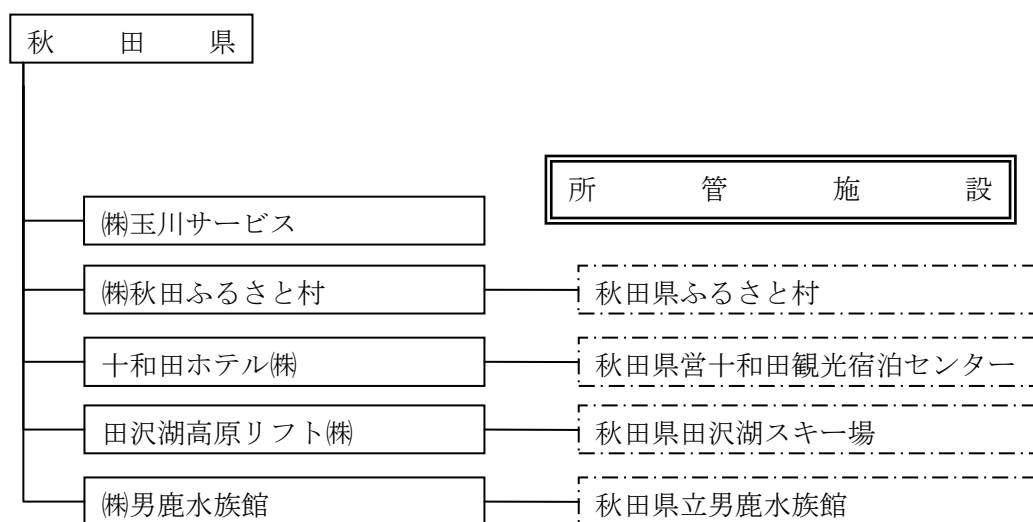 秋田県
所管施設
㈱玉川サービス
㈱秋田ふるさと村
秋田県ふるさと村
十和田ホテル㈱
秋田県営十和田観光宿泊センター
田沢湖高原リフト㈱
秋田県田沢湖スキー場
㈱男鹿水族館
秋田県立男鹿水族館